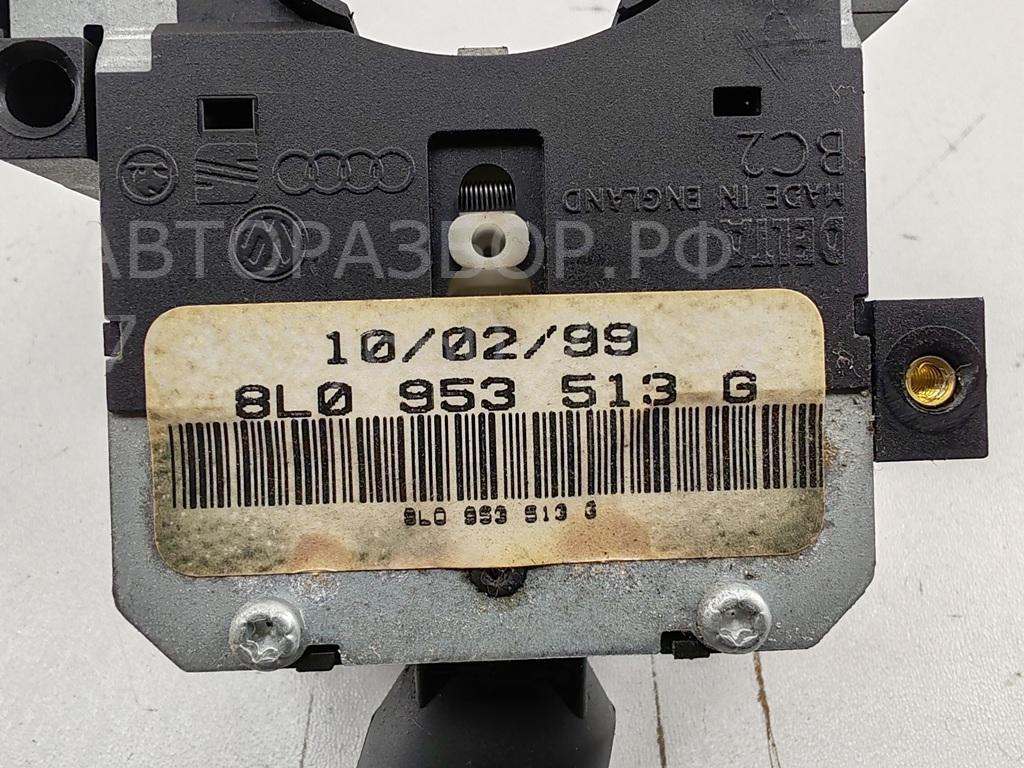 BC2
MADE IN ENGLAND
DELTA
АВТОРАЗБОР.РФ
10/02/99
8L0 953 513 G
8L0 953 513 G